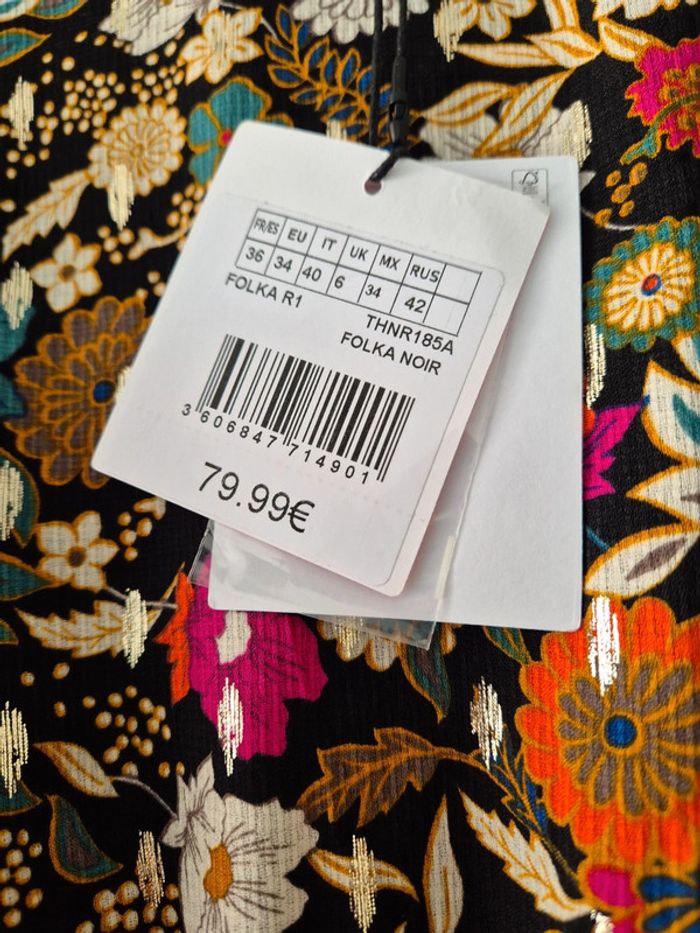 FR/ES EU IT UK MX RUS
36 34 40 6 34 42
FOLKA R1
THNR185A
FOLKA NOIR
3 606847 714901
79.99€